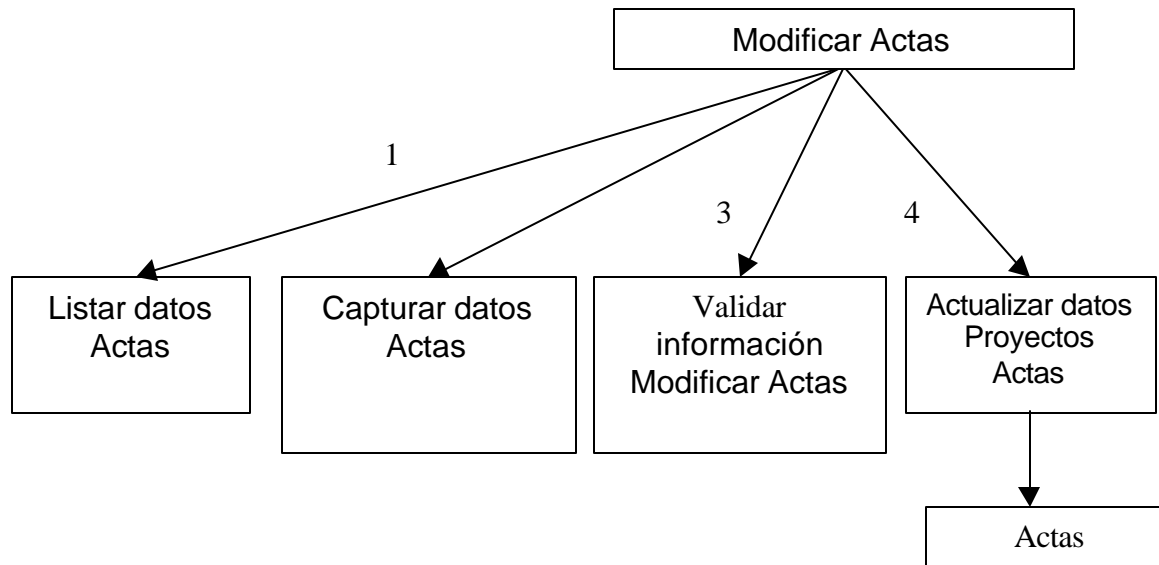 Modificar Actas
1
3
4
Listar datos
Actas
Capturar datos
Actas
Validar
información
Modificar Actas
Actualizar datos
Proyectos
Actas
Actas